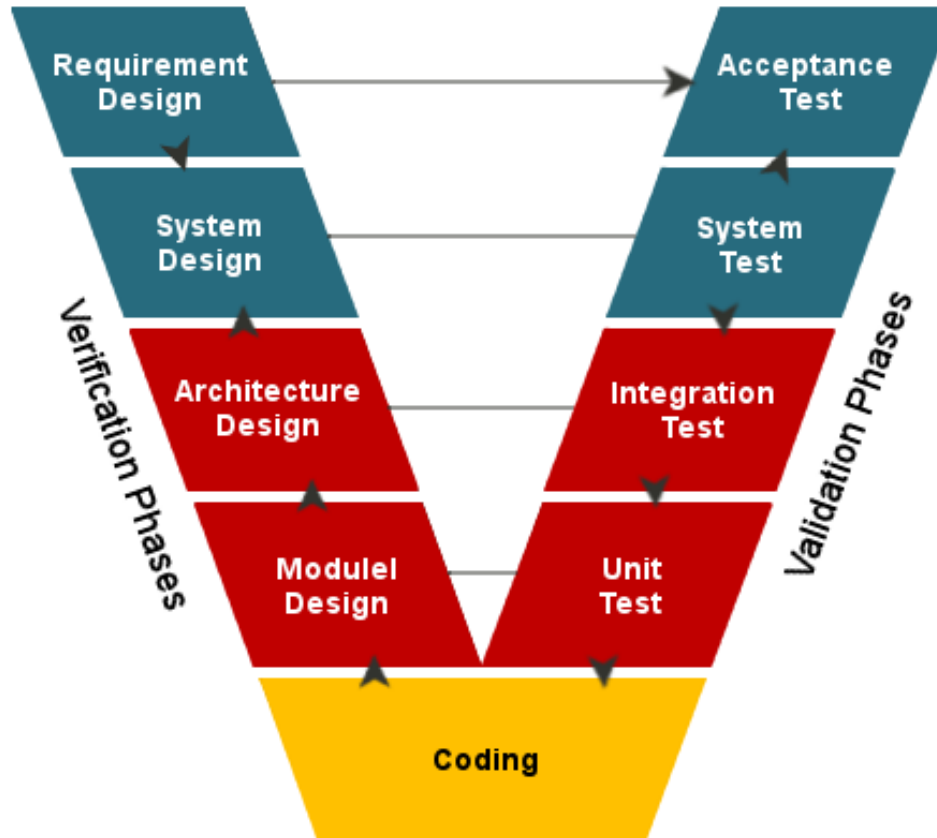 Requirement
Design
Acceptance
Test
System
Design
System
Test
Verification Phases
Validation Phases
Architecture
Design
Integration
Test
Modulel
Design
Unit
Test
Coding